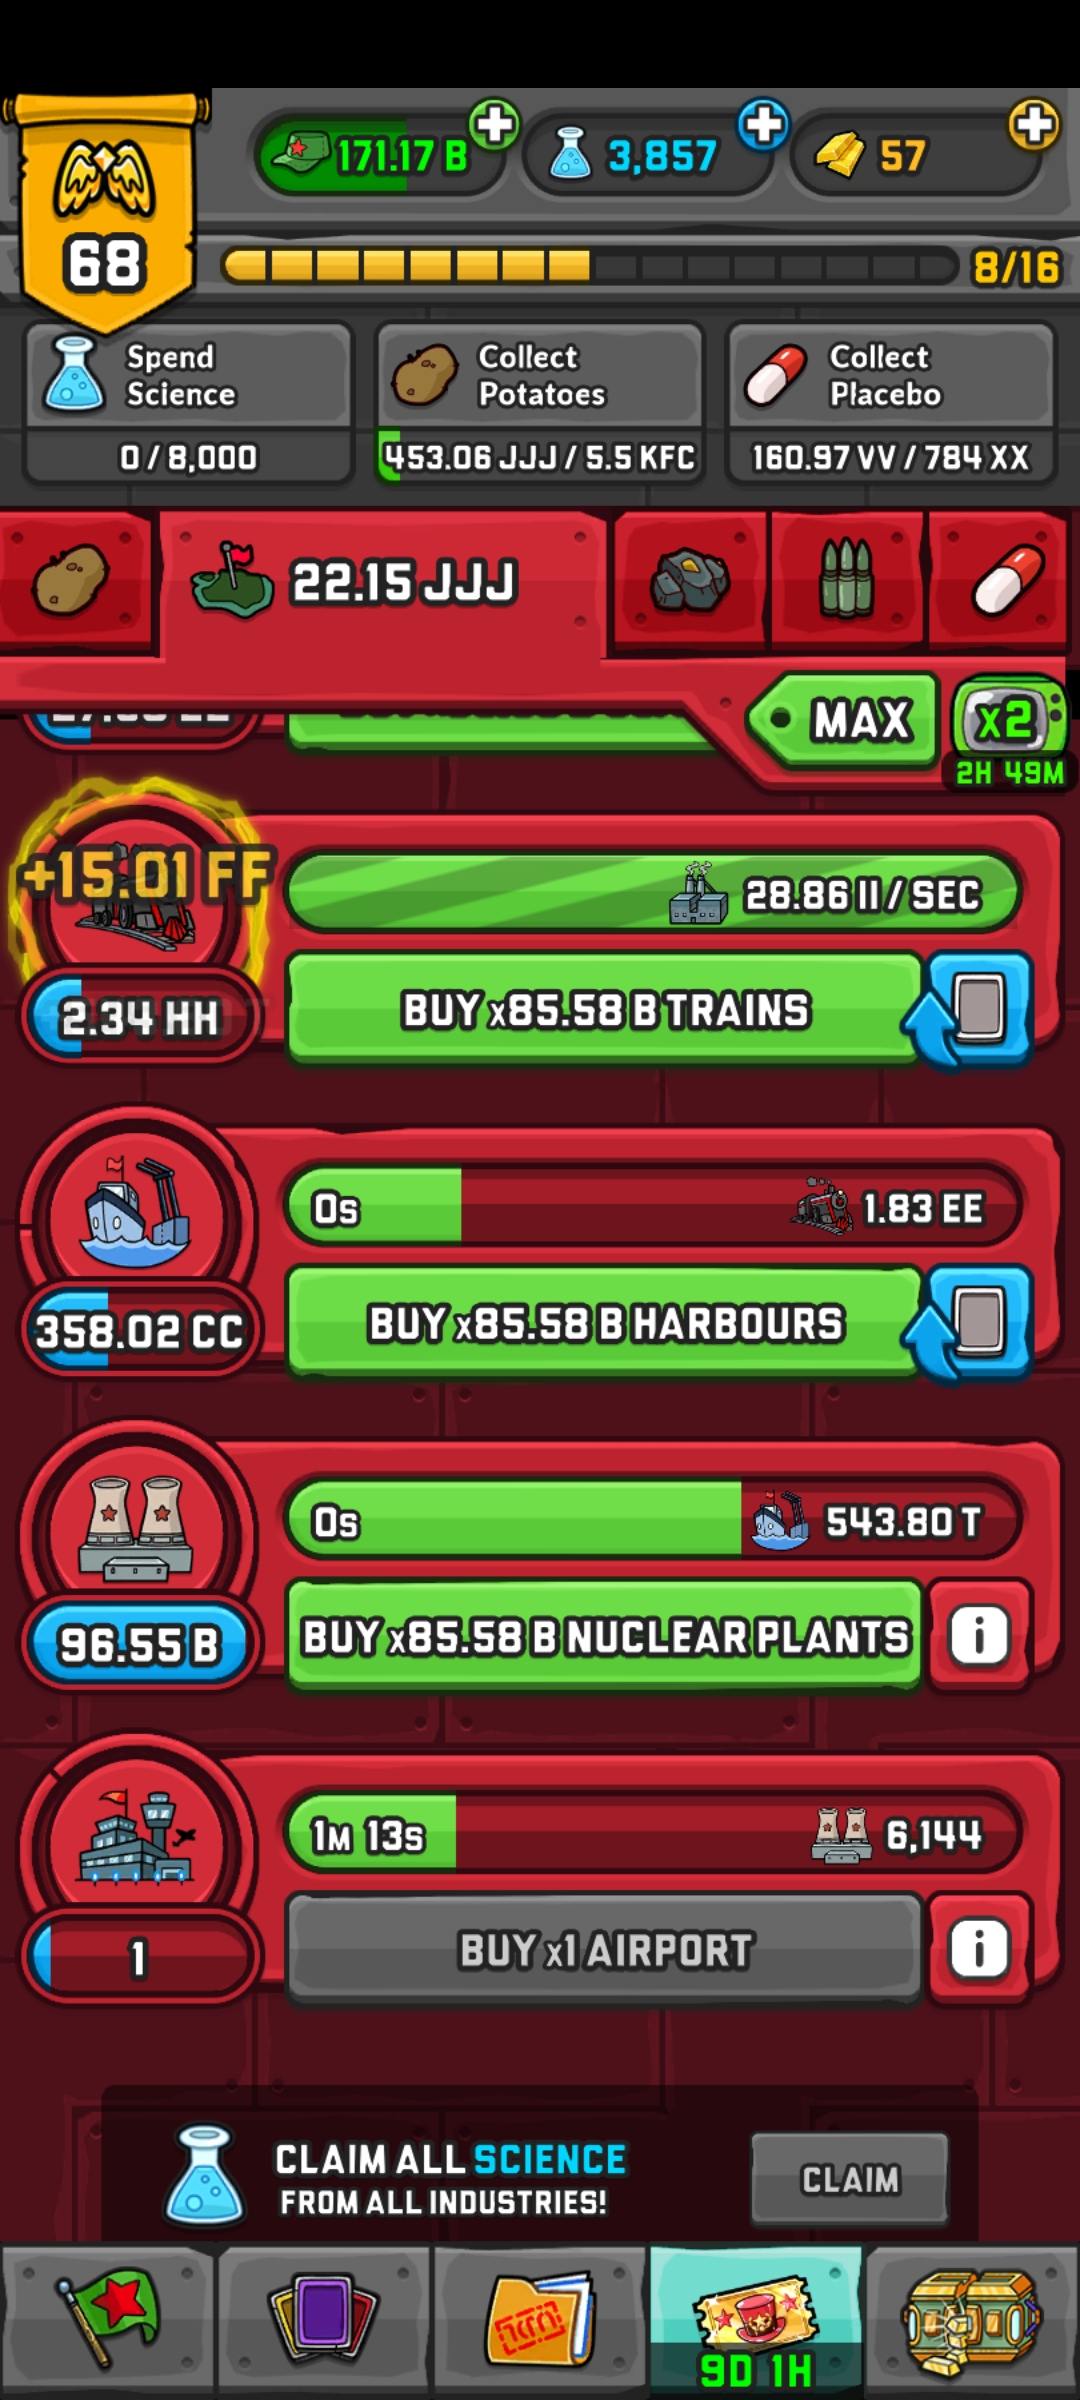 171.17 B
3,857
57
68
8/16
Spend
Science
0 / 8,000
Collect
Potatoes
453.06 JJJ / 5.5 KFC
Collect
Placebo
160.97 VV / 784 XX
22.15 JJJ
MAX
x2
2H 49M
+15.01 FF
28.86 II / SEC
2.34 HH
BUY x85.58 B TRAINS
0s
1.83 EE
358.02 CC
BUY x85.58 B HARBOURS
0s
543.80 T
96.55 B
BUY x85.58 B NUCLEAR PLANTS
i
1M 13s
6,144
1
BUY x1 AIRPORT
i
CLAIM ALL SCIENCE
FROM ALL INDUSTRIES!
CLAIM
9D 1H